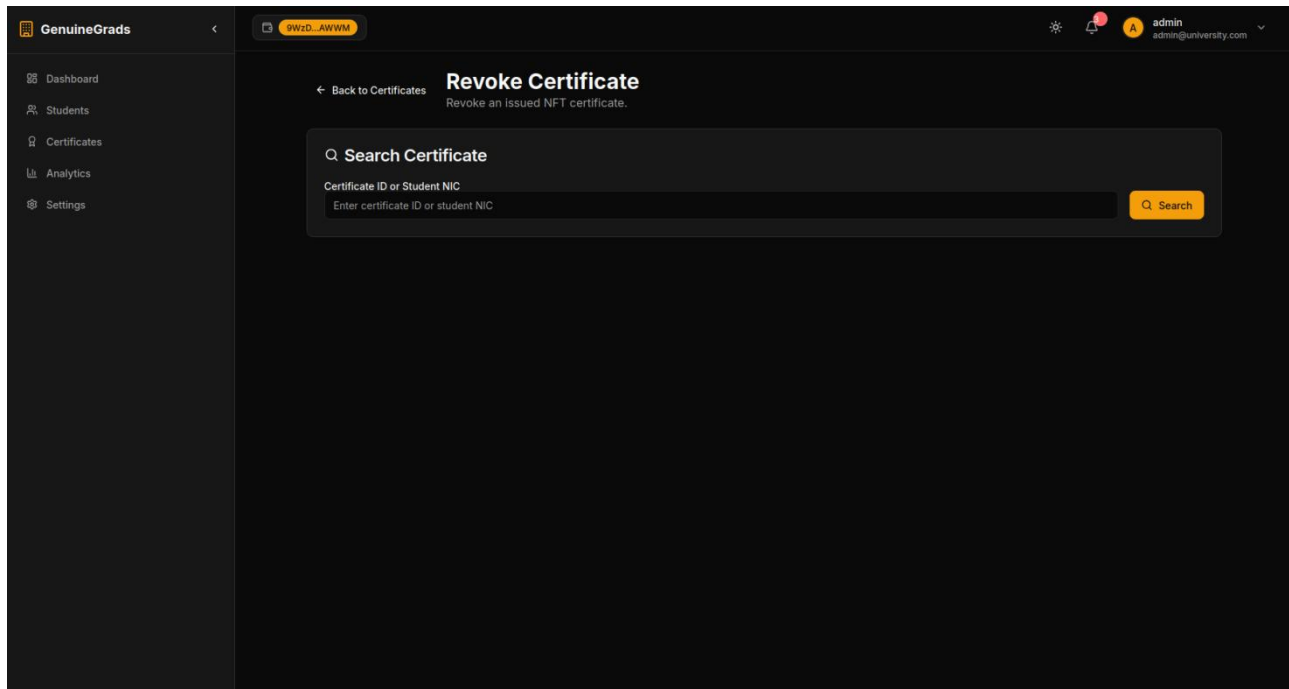 GenuineGrads
9WzD...AWWM
A
admin
admin@university.com
Dashboard
Students
Certificates
Analytics
Settings
Back to Certificates
Revoke Certificate
Revoke an issued NFT certificate.
Search Certificate
Certificate ID or Student NIC
Enter certificate ID or student NIC
Search